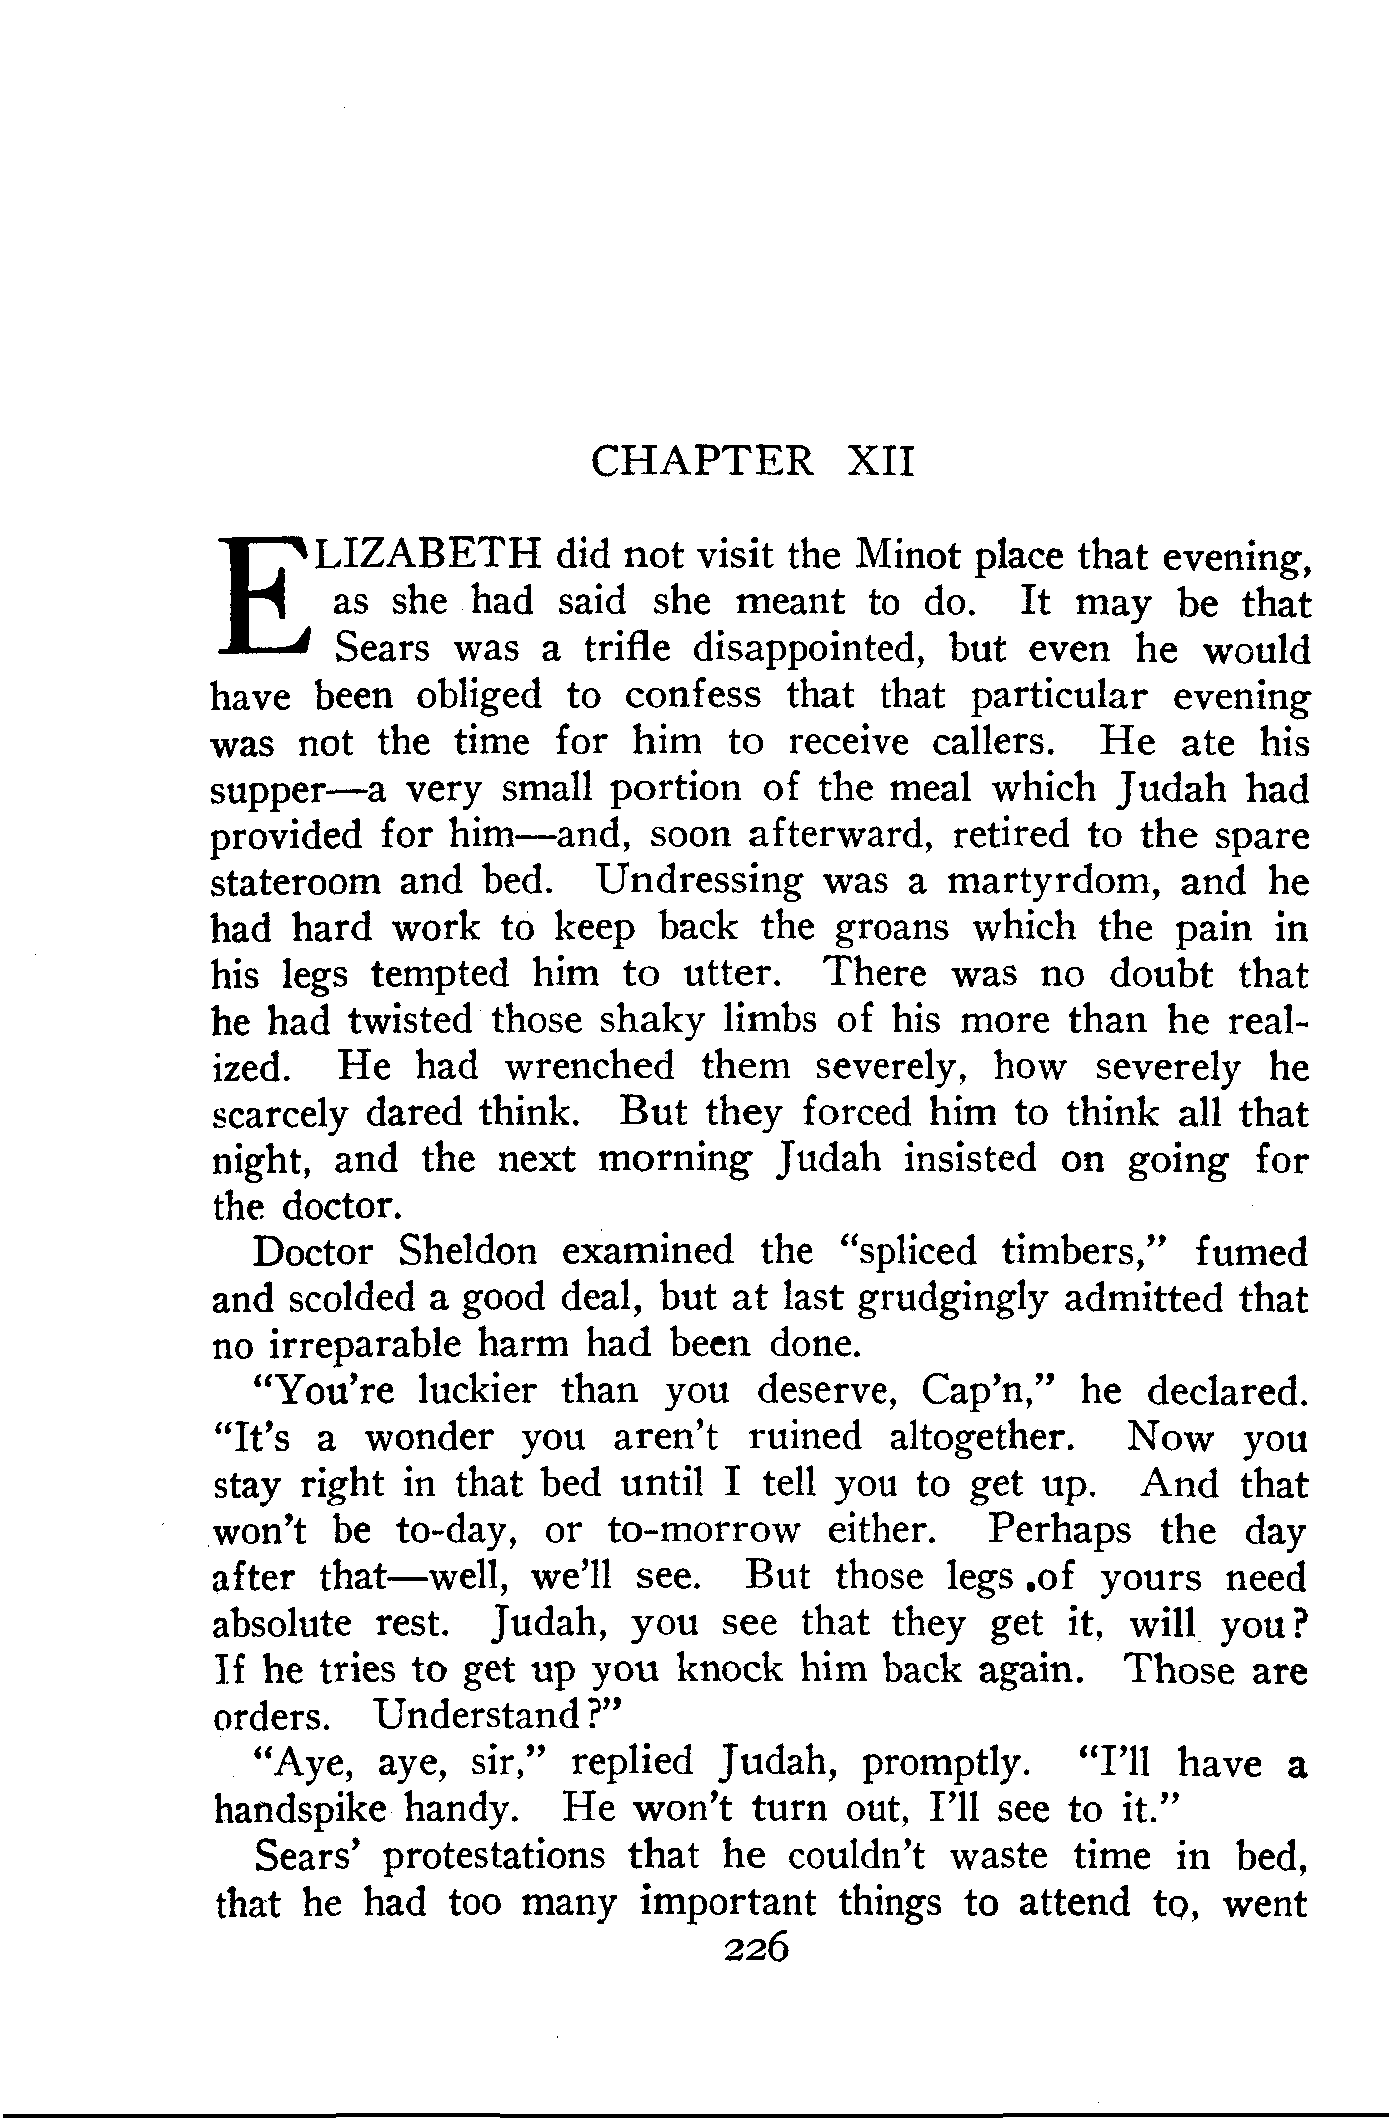 CHAPTER XII
ELIZABETH did not visit the Minot place that evening,
as she had said she meant to do. It may be that
Sears was a trifle disappointed, but even he would
have been obliged to confess that that particular evening
was not the time for him to receive callers. He ate his
supper—a very small portion of the meal which Judah had
provided for him—and, soon afterward, retired to the spare
stateroom and bed. Undressing was a martyrdom, and he
had hard work to keep back the groans which the pain in
his legs tempted him to utter. There was no doubt that
he had twisted those shaky limbs of his more than he real-
ized. He had wrenched them severely, how severely he
scarcely dared think. But they forced him to think all that
night, and the next morning Judah insisted on going for
the doctor.
Doctor Sheldon examined the “spliced timbers,” fumed
and scolded a good deal, but at last grudgingly admitted that
no irreparable harm had been done.
“You’re luckier than you deserve, Cap’n,” he declared.
“It’s a wonder you aren’t ruined altogether. Now you
stay right in that bed until I tell you to get up. And that
won’t be to-day, or to-morrow either. Perhaps the day
after that—well, we’ll see. But those legs of yours need
absolute rest. Judah, you see that they get it, will you?
If he tries to get up you knock him back again. Those are
orders. Understand?”
“Aye, aye, sir,” replied Judah, promptly. “I’ll have a
handspike handy. He won’t turn out, I’ll see to it.”
Sears’ protestations that he couldn’t waste time in bed,
that he had too many important things to attend to, went
226